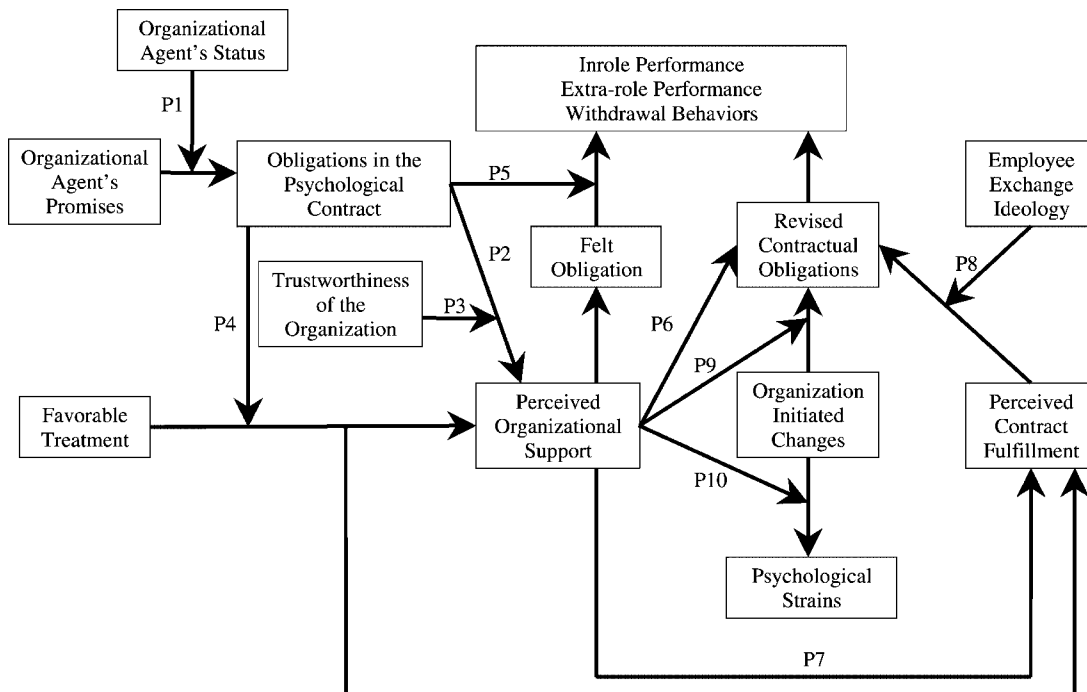 Organizational
Agent's Status
P1
Organizational
Agent's
Promises
Obligations in the
Psychological
Contract
Inrole Performance
Extra-role Performance
Withdrawal Behaviors
P5
P2
Felt
Obligation
Revised
Contractual
Obligations
Employee
Exchange
Ideology
P8
Trustworthiness
of the
Organization
P3
P4
P6
P9
Favorable
Treatment
Perceived
Organizational
Support
Organization
Initiated
Changes
Perceived
Contract
Fulfillment
P10
Psychological
Strains
P7